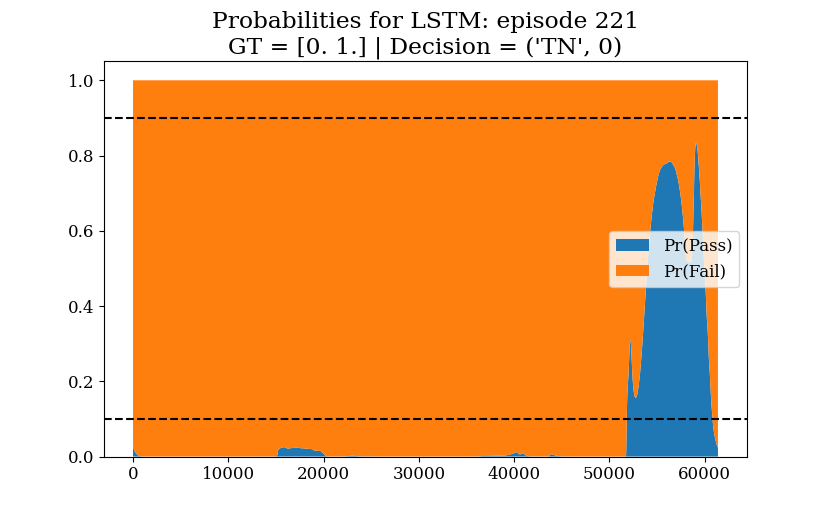 Probabilities for LSTM: episode 221
GT = [0. 1.] | Decision = ('TN', 0)
1.0
0.8
0.6
0.4
0.2
0.0
Pr(Pass)
Pr(Fail)
0 10000 20000 30000 40000 50000 60000